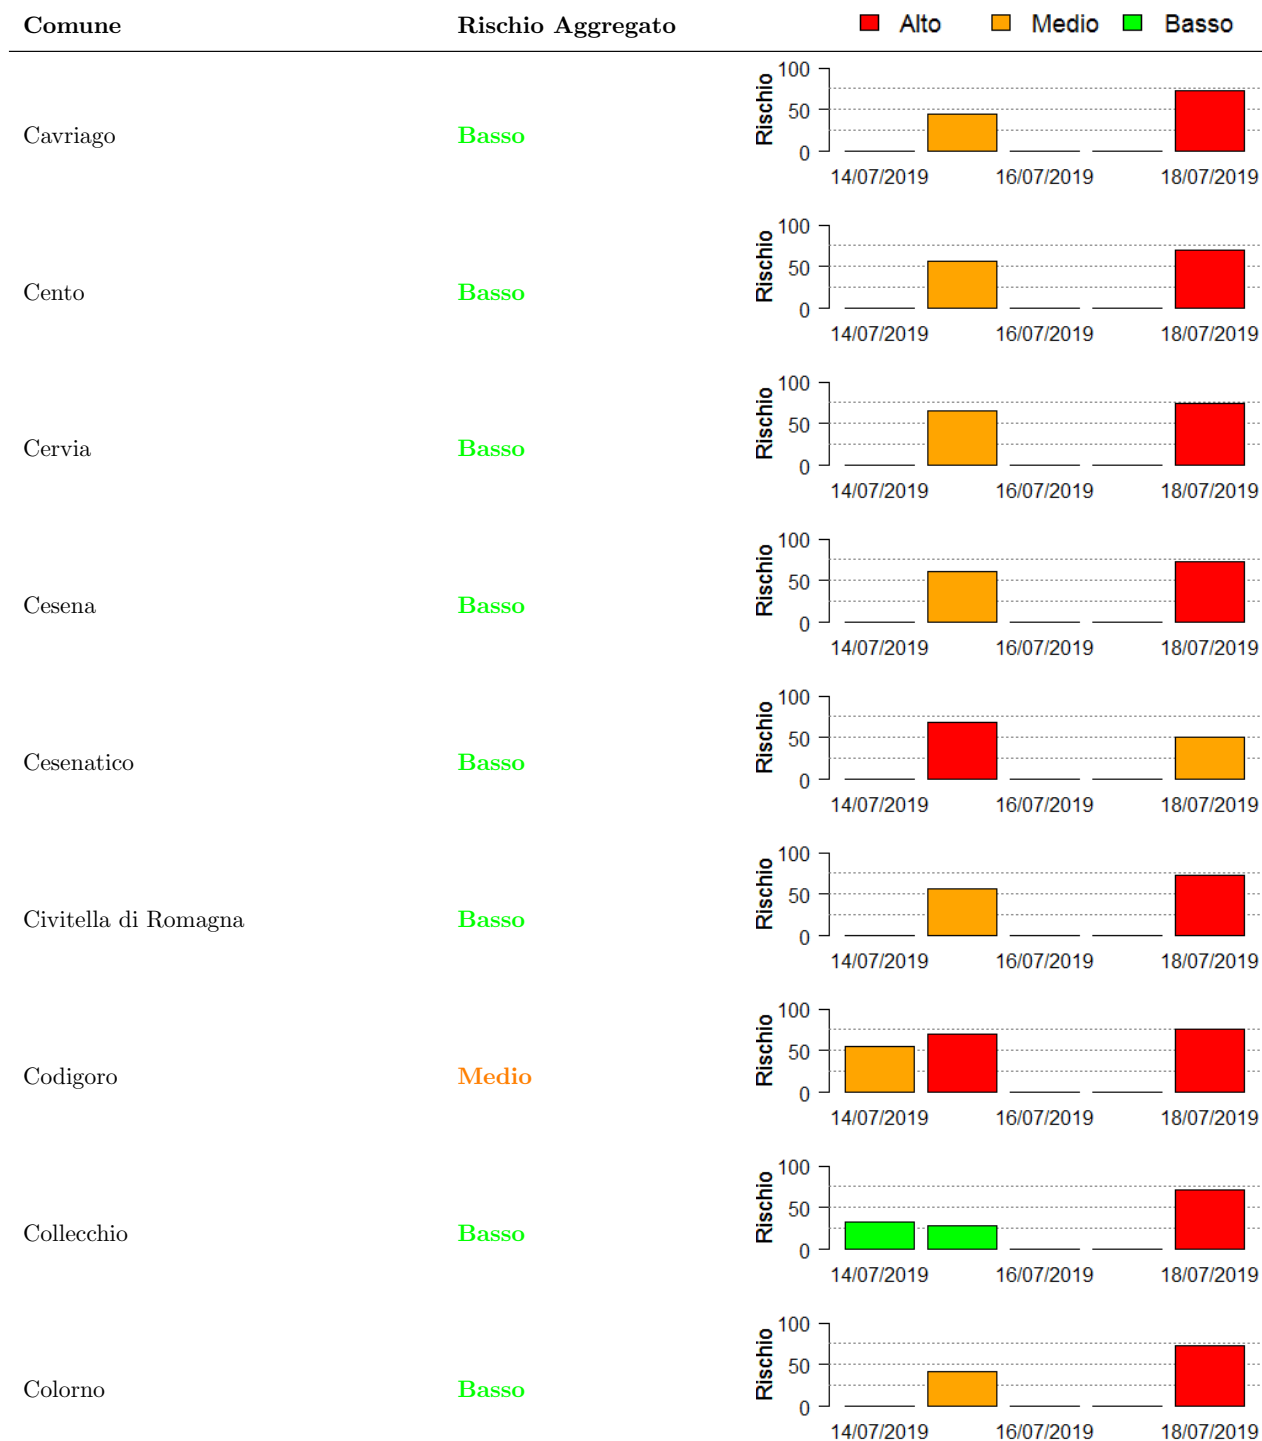 Comune Rischio Aggregato Alto Medio Basso
Cavriago Basso Rischio 100 50 0
14/07/2019 16/07/2019 18/07/2019
Cento Basso Rischio 100 50 0
14/07/2019 16/07/2019 18/07/2019
Cervia Basso Rischio 100 50 0
14/07/2019 16/07/2019 18/07/2019
Cesena Basso Rischio 100 50 0
14/07/2019 16/07/2019 18/07/2019
Cesenatico Basso Rischio 100 50 0
14/07/2019 16/07/2019 18/07/2019
Civitella di Romagna Basso Rischio 100 50 0
14/07/2019 16/07/2019 18/07/2019
Codigoro Medio Rischio 100 50 0
14/07/2019 16/07/2019 18/07/2019
Collecchio Basso Rischio 100 50 0
14/07/2019 16/07/2019 18/07/2019
Colorno Basso Rischio 100 50 0
14/07/2019 16/07/2019 18/07/2019